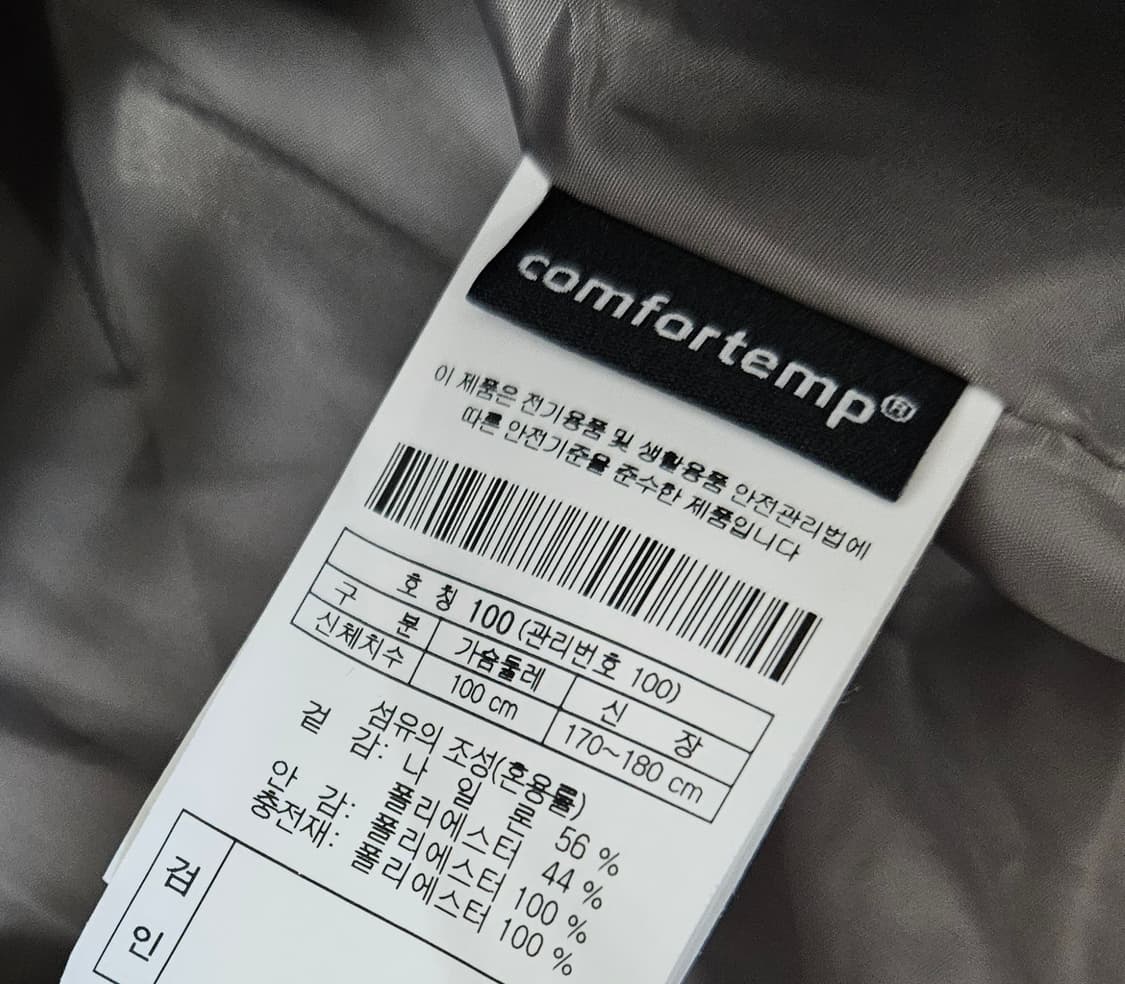 comfortemp®
이 제품은 전기용품 및 생활용품 안전관리법에
따른 안전기준을 준수한 제품입니다
호 칭 100 (관리번호 100)
구 분 가슴둘레 신 장
신체치수 100 cm 170~180 cm
섬유의 조성(혼용률)
겉 감: 나 일 론 56 %
폴리에스터 44 %
안 감: 폴리에스터 100 %
충전재: 폴리에스터 100 %
검
인